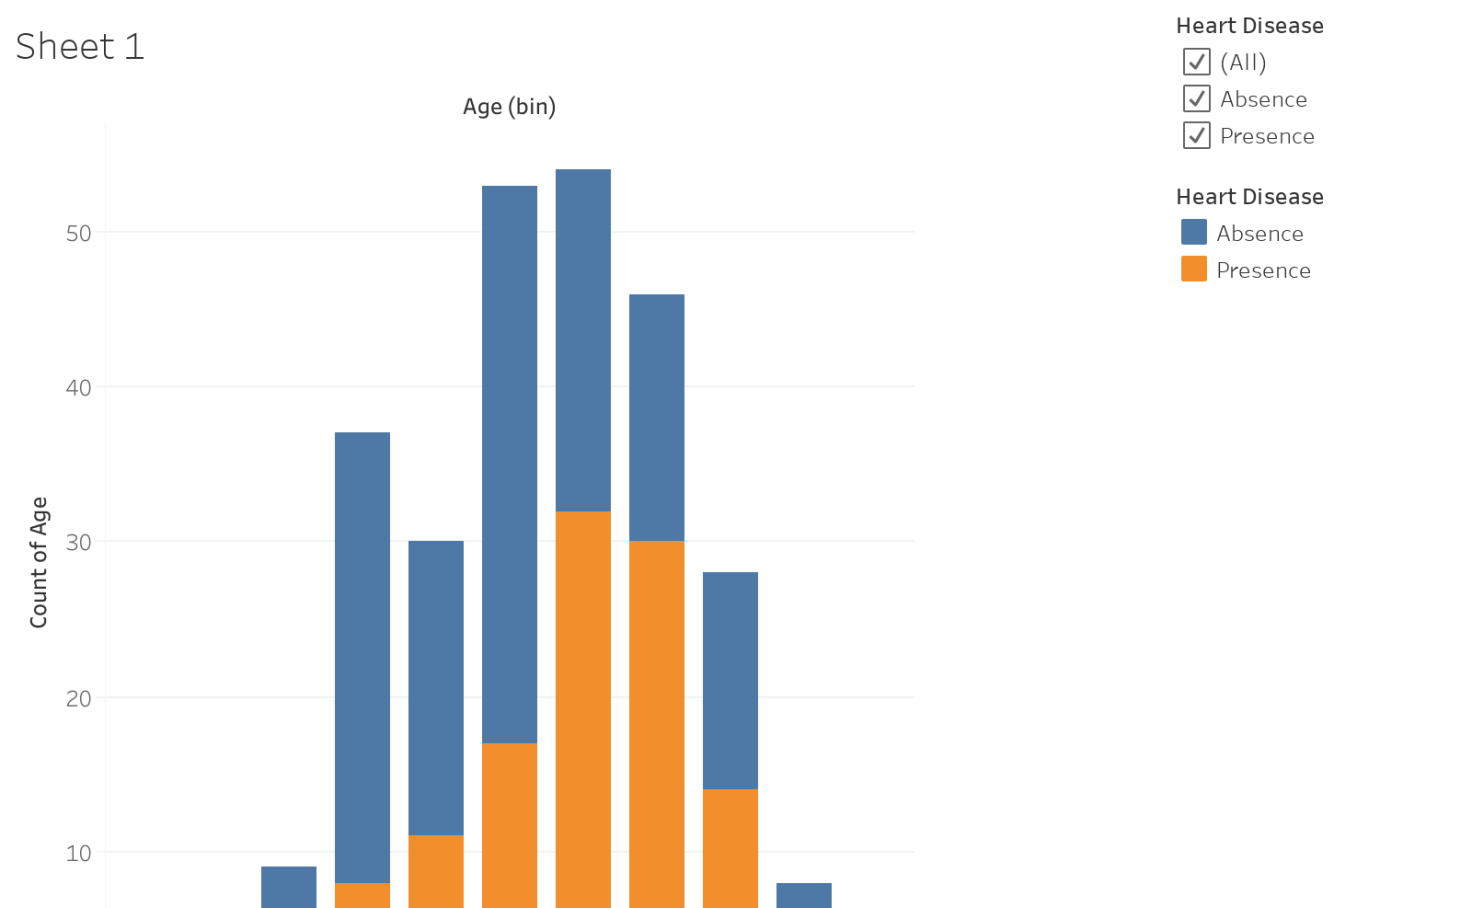 Sheet 1
Age (bin)
50
40
30
20
10
Count of Age
Heart Disease
(All)
Absence
Presence
Heart Disease
Absence
Presence